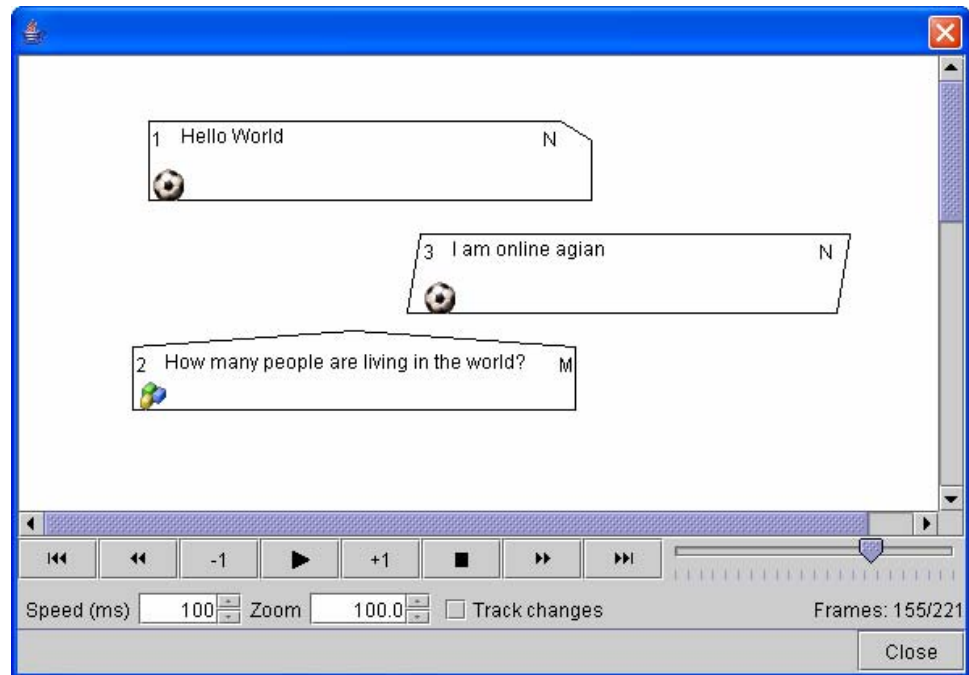 1 Hello World N
3 I am online agian N
2 How many people are living in the world? M
-1 +1
Speed (ms) 100 Zoom 100.0 Track changes Frames: 155/221
Close